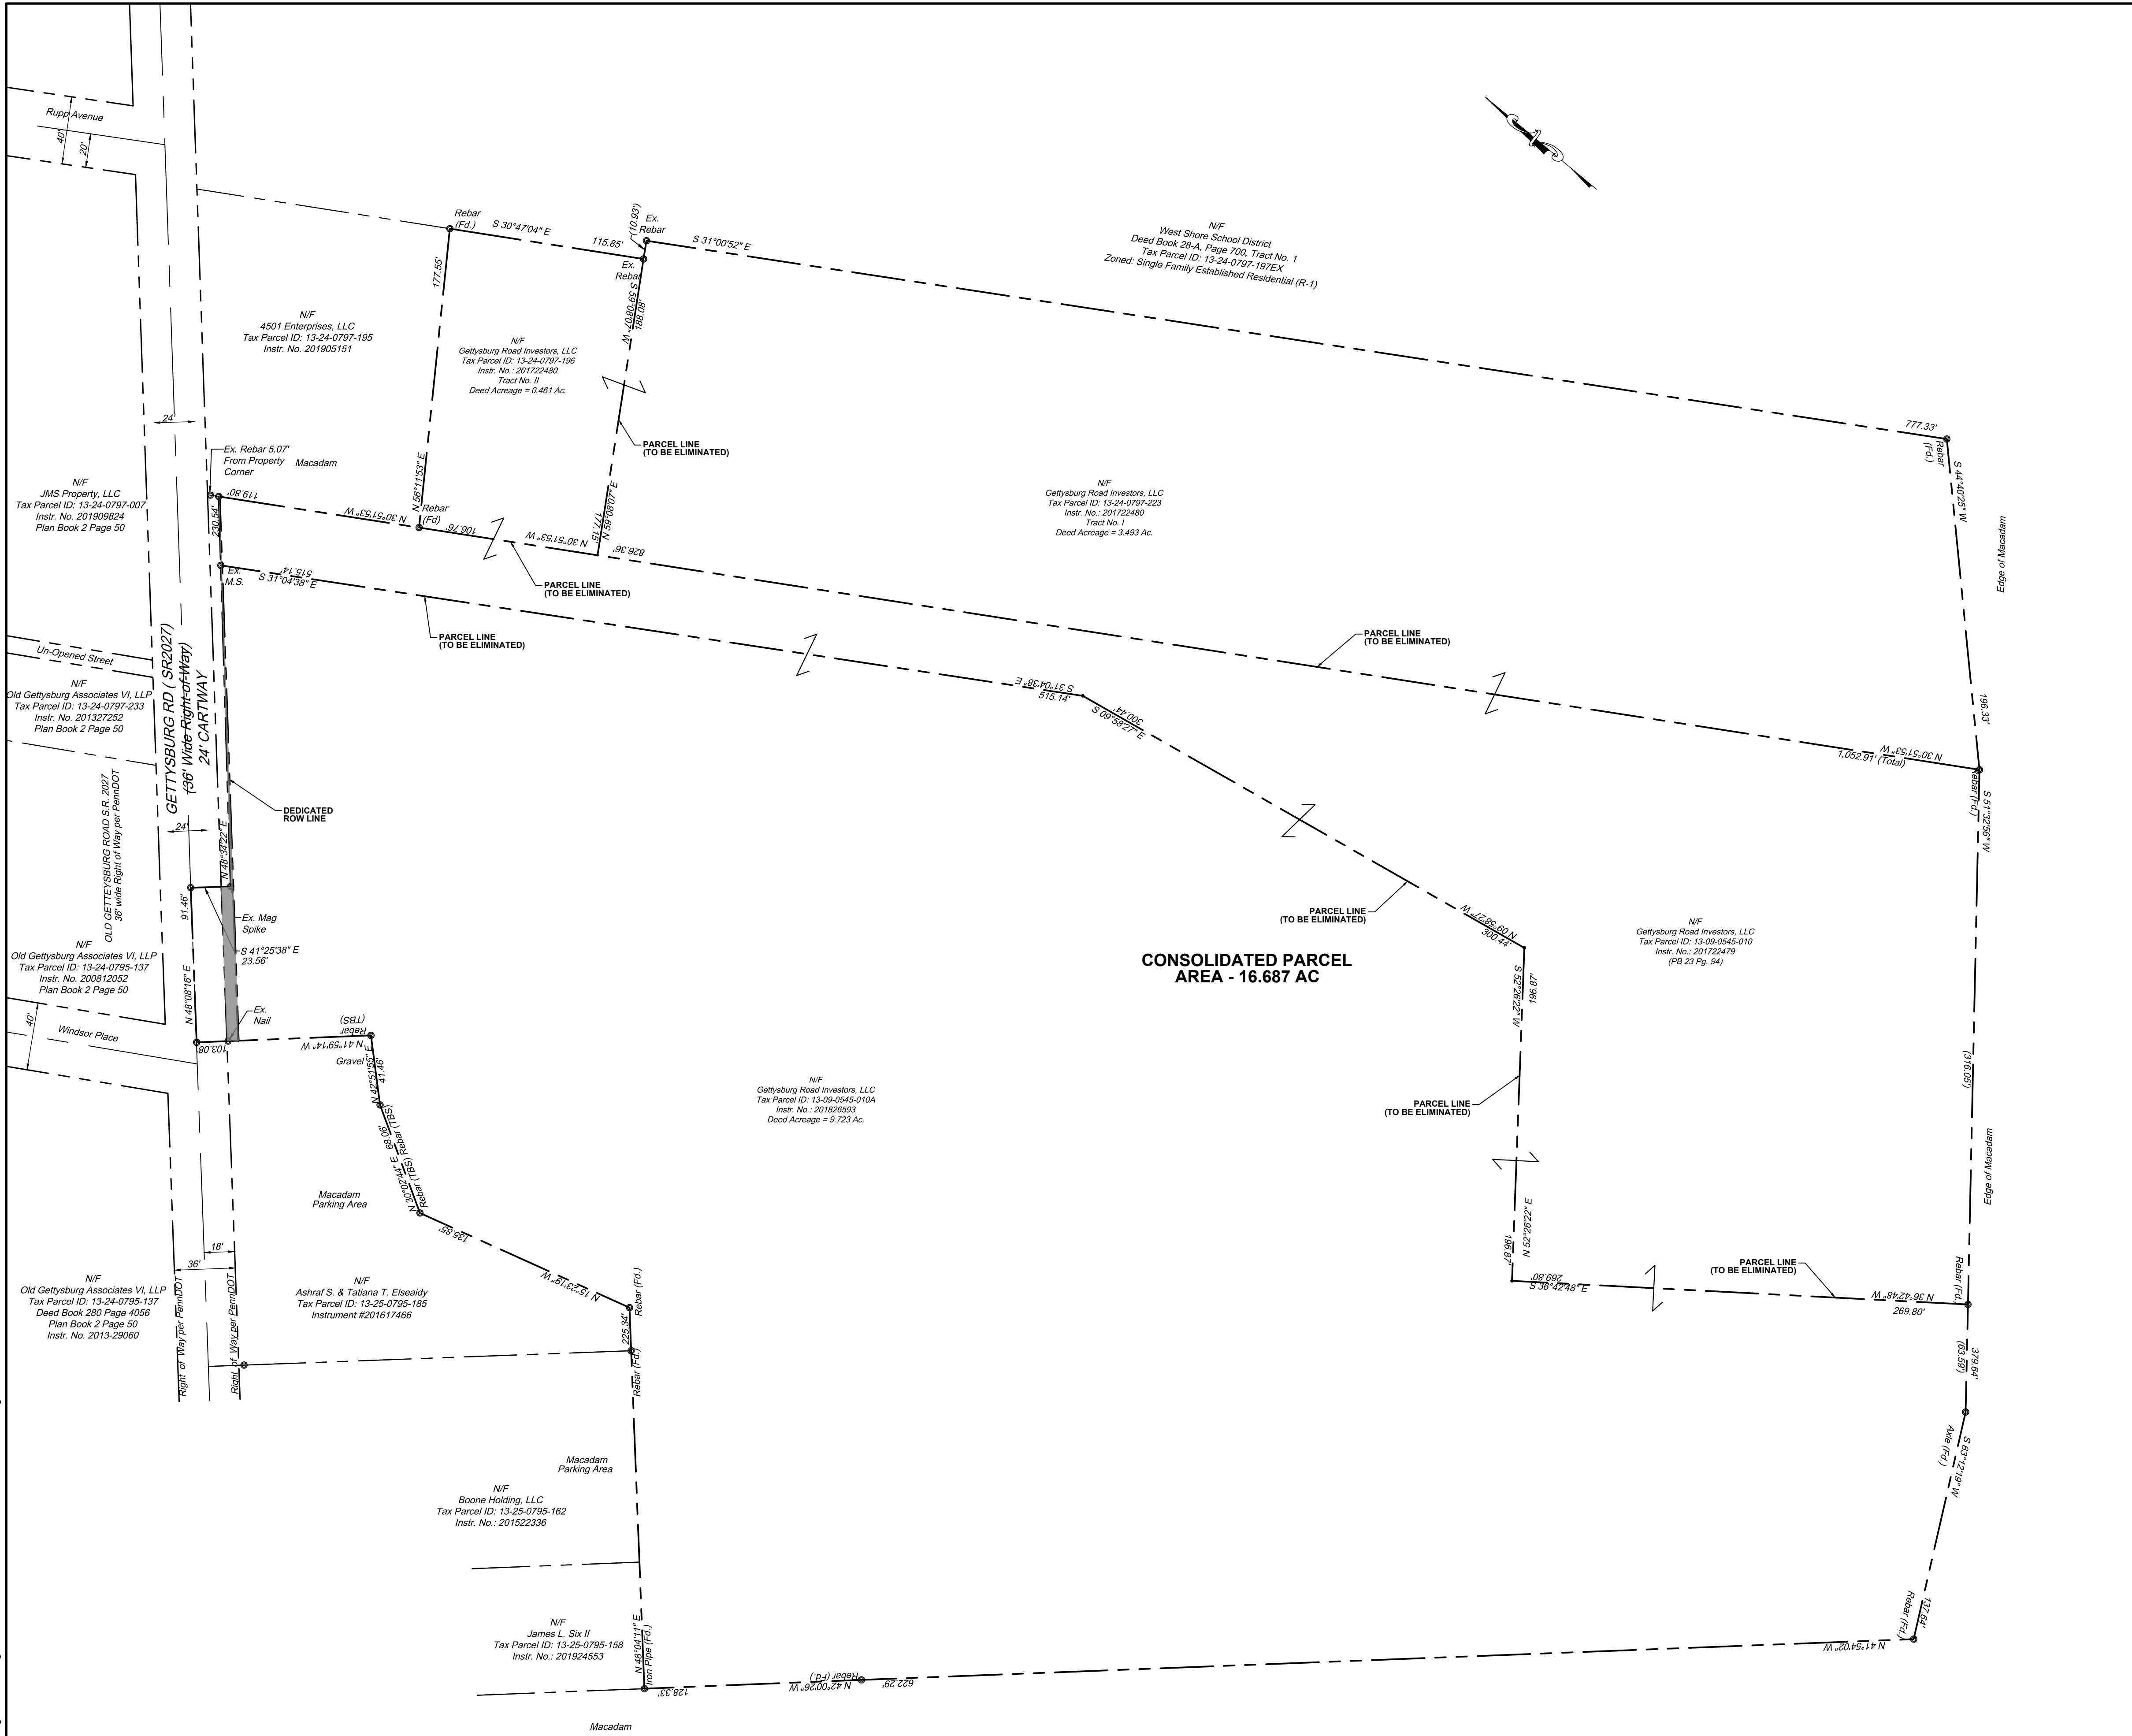 Rupp Avenue
40'
20'
Rebar
(Fd.)
S 30°47'04" E
115.85'
(10.93')
Ex.
Rebar
Ex.
Rebar
S 31°00'52" E
777.33'
Rebar
(Fd.)
N/F
West Shore School District
Deed Book 28-A, Page 700, Tract No. 1
Tax Parcel ID: 13-24-0797-197EX
Zoned: Single Family Established Residential (R-1)
177.55'
N 56°11'53" E
S 59°08'07" W
188.08'
N/F
4501 Enterprises, LLC
Tax Parcel ID: 13-24-0797-195
Instr. No. 201905151
N/F
Gettysburg Road Investors, LLC
Tax Parcel ID: 13-24-0797-196
Instr. No.: 201722480
Tract No. II
Deed Acreage = 0.461 Ac.
24'
PARCEL LINE
(TO BE ELIMINATED)
Ex. Rebar 5.07'
From Property
Corner
Macadam
119.80'
N 30°51'53" W
Rebar
(Fd)
106.76'
N 30°51'53" W
177.15'
N 59°08'07" E
826.36'
N/F
JMS Property, LLC
Tax Parcel ID: 13-24-0797-007
Instr. No. 201909824
Plan Book 2 Page 50
230.54'
N/F
Gettysburg Road Investors, LLC
Tax Parcel ID: 13-24-0797-223
Instr. No.: 201722480
Tract No. I
Deed Acreage = 3.493 Ac.
S 44°40'25" W
Edge of Macadam
196.33'
Ex.
M.S.
515.14'
S 31°04'38" E
PARCEL LINE
(TO BE ELIMINATED)
PARCEL LINE
(TO BE ELIMINATED)
PARCEL LINE
(TO BE ELIMINATED)
Un-Opened Street
N/F
Old Gettysburg Associates VI, LLP
Tax Parcel ID: 13-24-0797-233
Instr. No. 201327252
Plan Book 2 Page 50
GETTYSBURG RD ( SR2027)
(36' Wide Right-of-Way)
24' CARTWAY
S 31°04'38" E
515.14'
300.44'
S 09°58'27" E
N 30°51'53" W
1,052.91' (Total)
Rebar (Fd.)
S 51°32'56" W
OLD GETTEYSBURG ROAD S.R. 2027
36' wide Right of Way per PennDOT
24'
DEDICATED
ROW LINE
N 48°34'22" E
91.46'
Ex. Mag
Spike
S 41°25'38" E
23.56'
N 48°08'16" E
N/F
Old Gettysburg Associates VI, LLP
Tax Parcel ID: 13-24-0795-137
Instr. No. 200812052
Plan Book 2 Page 50
PARCEL LINE
(TO BE ELIMINATED)
N 09°58'27" W
300.44'
CONSOLIDATED PARCEL
AREA - 16.687 AC
N/F
Gettysburg Road Investors, LLC
Tax Parcel ID: 13-09-0545-010
Instr. No.: 201722479
(PB 23 Pg. 94)
S 52°26'22" W
196.87'
40'
Windsor Place
Ex.
Nail
103.08'
N 41°59'14" W
Rebar
(TBS)
Gravel
N 42°51'55" E
41.46'
Rebar (TBS)
N 30°02'44" E
68.06'
Rebar (TBS)
N/F
Gettysburg Road Investors, LLC
Tax Parcel ID: 13-09-0545-010A
Instr. No.: 201826593
Deed Acreage = 9.723 Ac.
PARCEL LINE
(TO BE ELIMINATED)
(316.05')
Edge of Macadam
Macadam
Parking Area
135.85'
N 15°23'19" W
196.87'
N 52°26'22" E
269.80'
S 36°42'48" E
PARCEL LINE
(TO BE ELIMINATED)
N 36°42'48" W
269.80'
Rebar (Fd.)
18'
36'
N/F
Old Gettysburg Associates VI, LLP
Tax Parcel ID: 13-24-0795-137
Deed Book 280 Page 4056
Plan Book 2 Page 50
Instr. No. 2013-29060
Right of Way per PennDOT
Right of Way per PennDOT
N/F
Ashraf S. & Tatiana T. Elseaidy
Tax Parcel ID: 13-25-0795-185
Instrument #201617466
Rebar (Fd.)
225.34'
Rebar (Fd.)
379.64'
(63.59')
Axle (Fd.)
S 63°12'19" W
Macadam
Parking Area
N/F
Boone Holding, LLC
Tax Parcel ID: 13-25-0795-162
Instr. No.: 201522336
N/F
James L. Six II
Tax Parcel ID: 13-25-0795-158
Instr. No.: 201924553
N 48°04'11" E
Iron Pipe (Fd.)
128.33'
N 42°00'26" W
Rebar (Fd.)
622.29'
N 41°54'02" W
Rebar (Fd.)
137.64'
Macadam